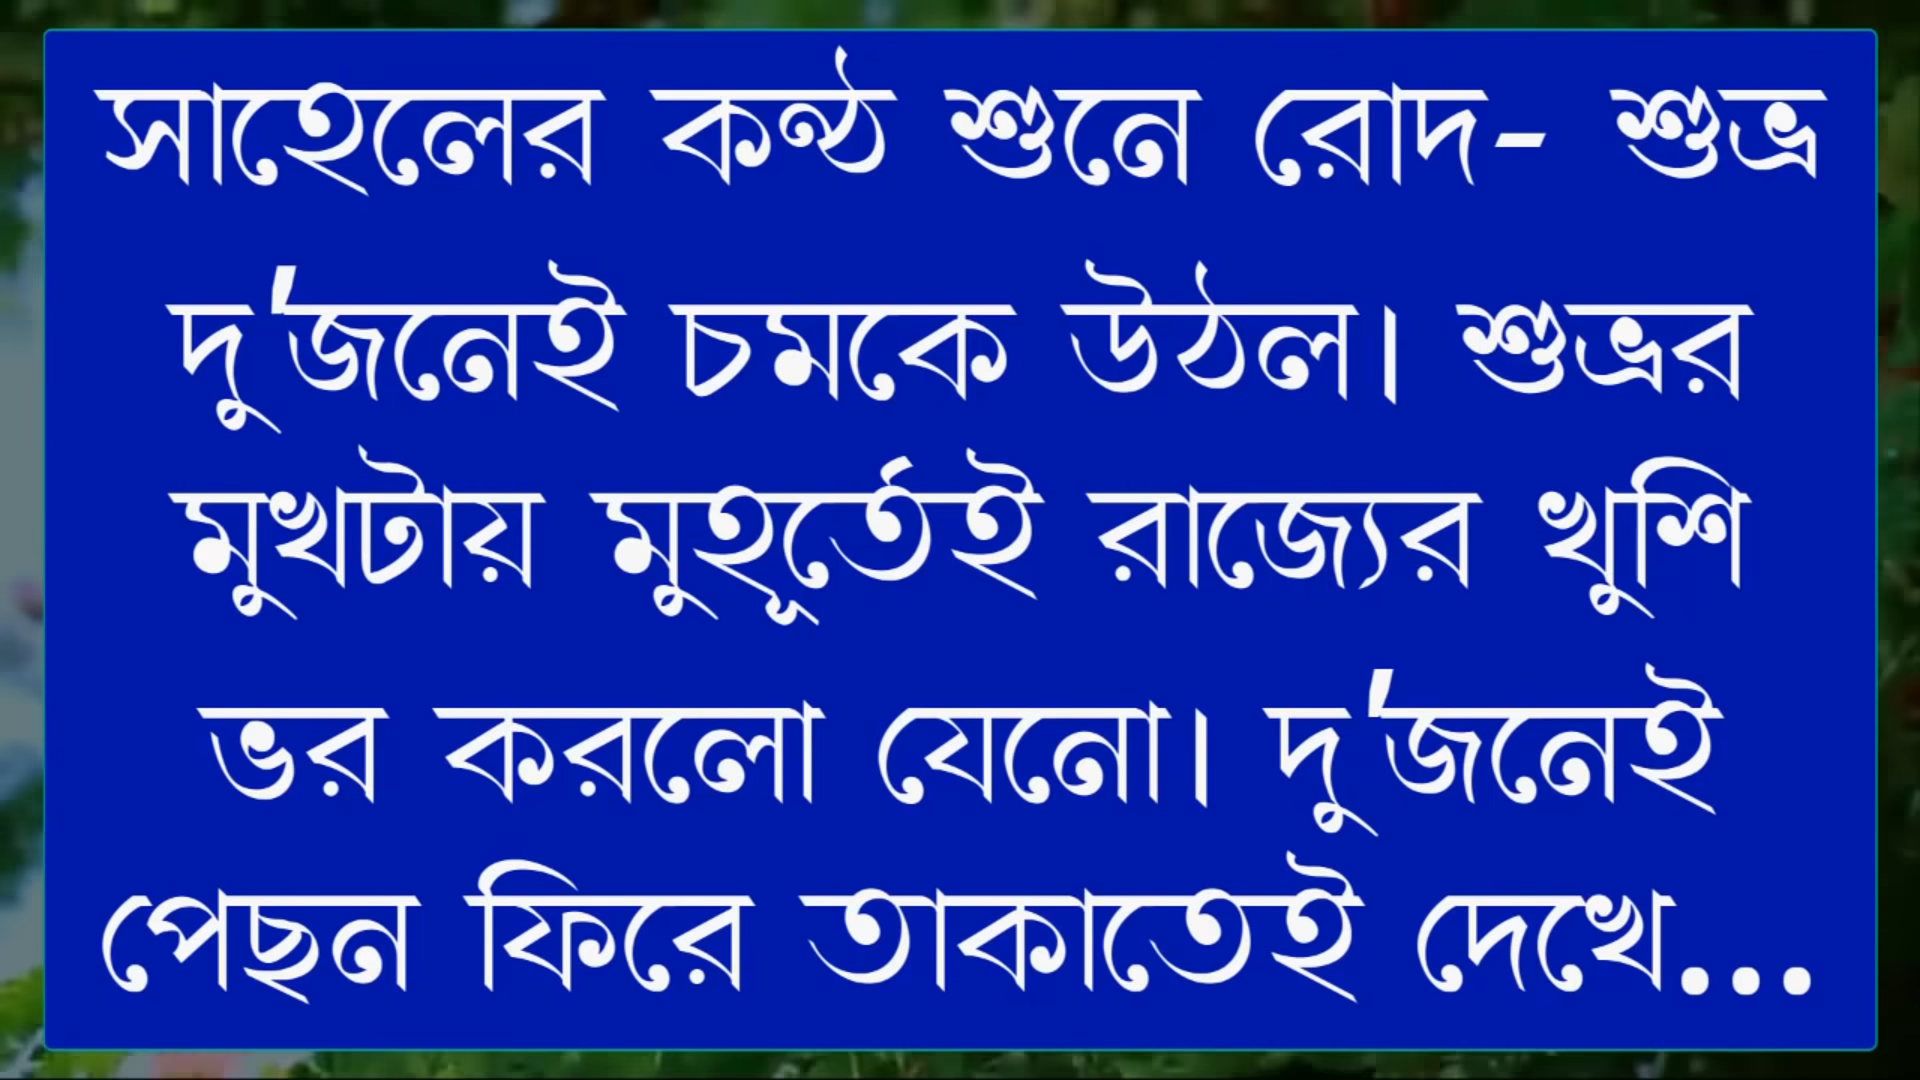 সাহেলের কন্ঠ শুনে রোদ- শুভ্র
দু'জনেই চমকে উঠল। শুভ্রর
মুখটায় মুহূর্তেই রাজ্যের খুশি
ভর করলো যেনো। দু'জনেই
পেছন ফিরে তাকাতেই দেখে...